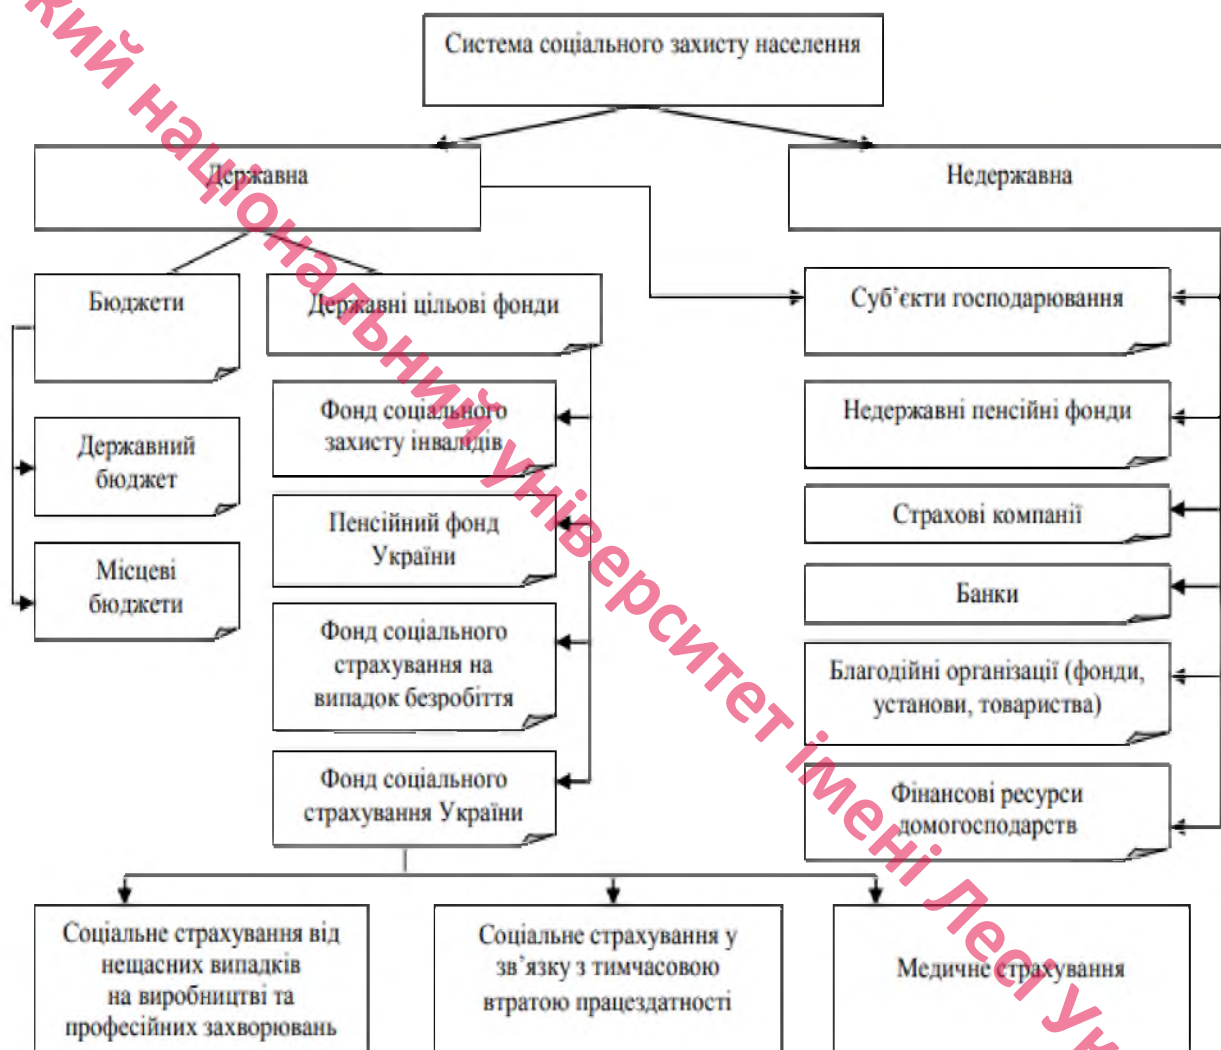 Система соціального захисту населення
Державна
Недержавна
Бюджети
Державний
бюджет
Місцеві
бюджети
Державні цільові фонди
Фонд соціального
захисту інвалідів
Пенсійний фонд
України
Фонд соціального
страхування на
випадок безробіття
Фонд соціального
страхування України
Суб’єкти господарювання
Недержавні пенсійні фонди
Страхові компанії
Банки
Благодійні організації (фонди,
установи, товариства)
Фінансові ресурси
домогосподарств
Соціальне страхування від
нещасних випадків
на виробництві та
професійних захворювань
Соціальне страхування у
зв’язку з тимчасовою
втратою працездатності
Медичне страхування
національний університет імені Лесі